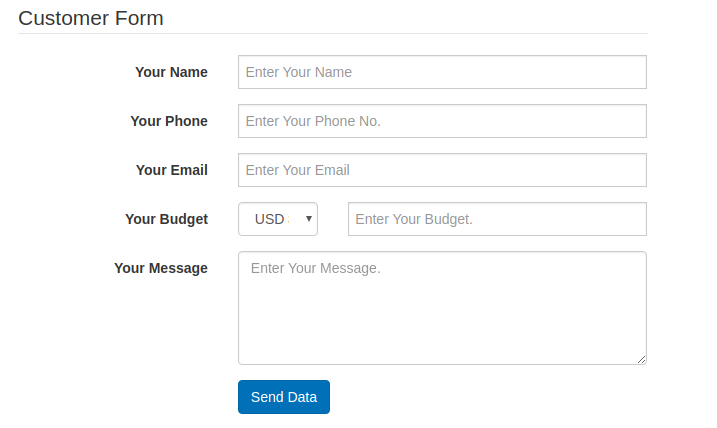 Customer Form
Your Name Enter Your Name
Your Phone Enter Your Phone No.
Your Email Enter Your Email
Your Budget USD Enter Your Budget.
Your Message Enter Your Message.
Send Data